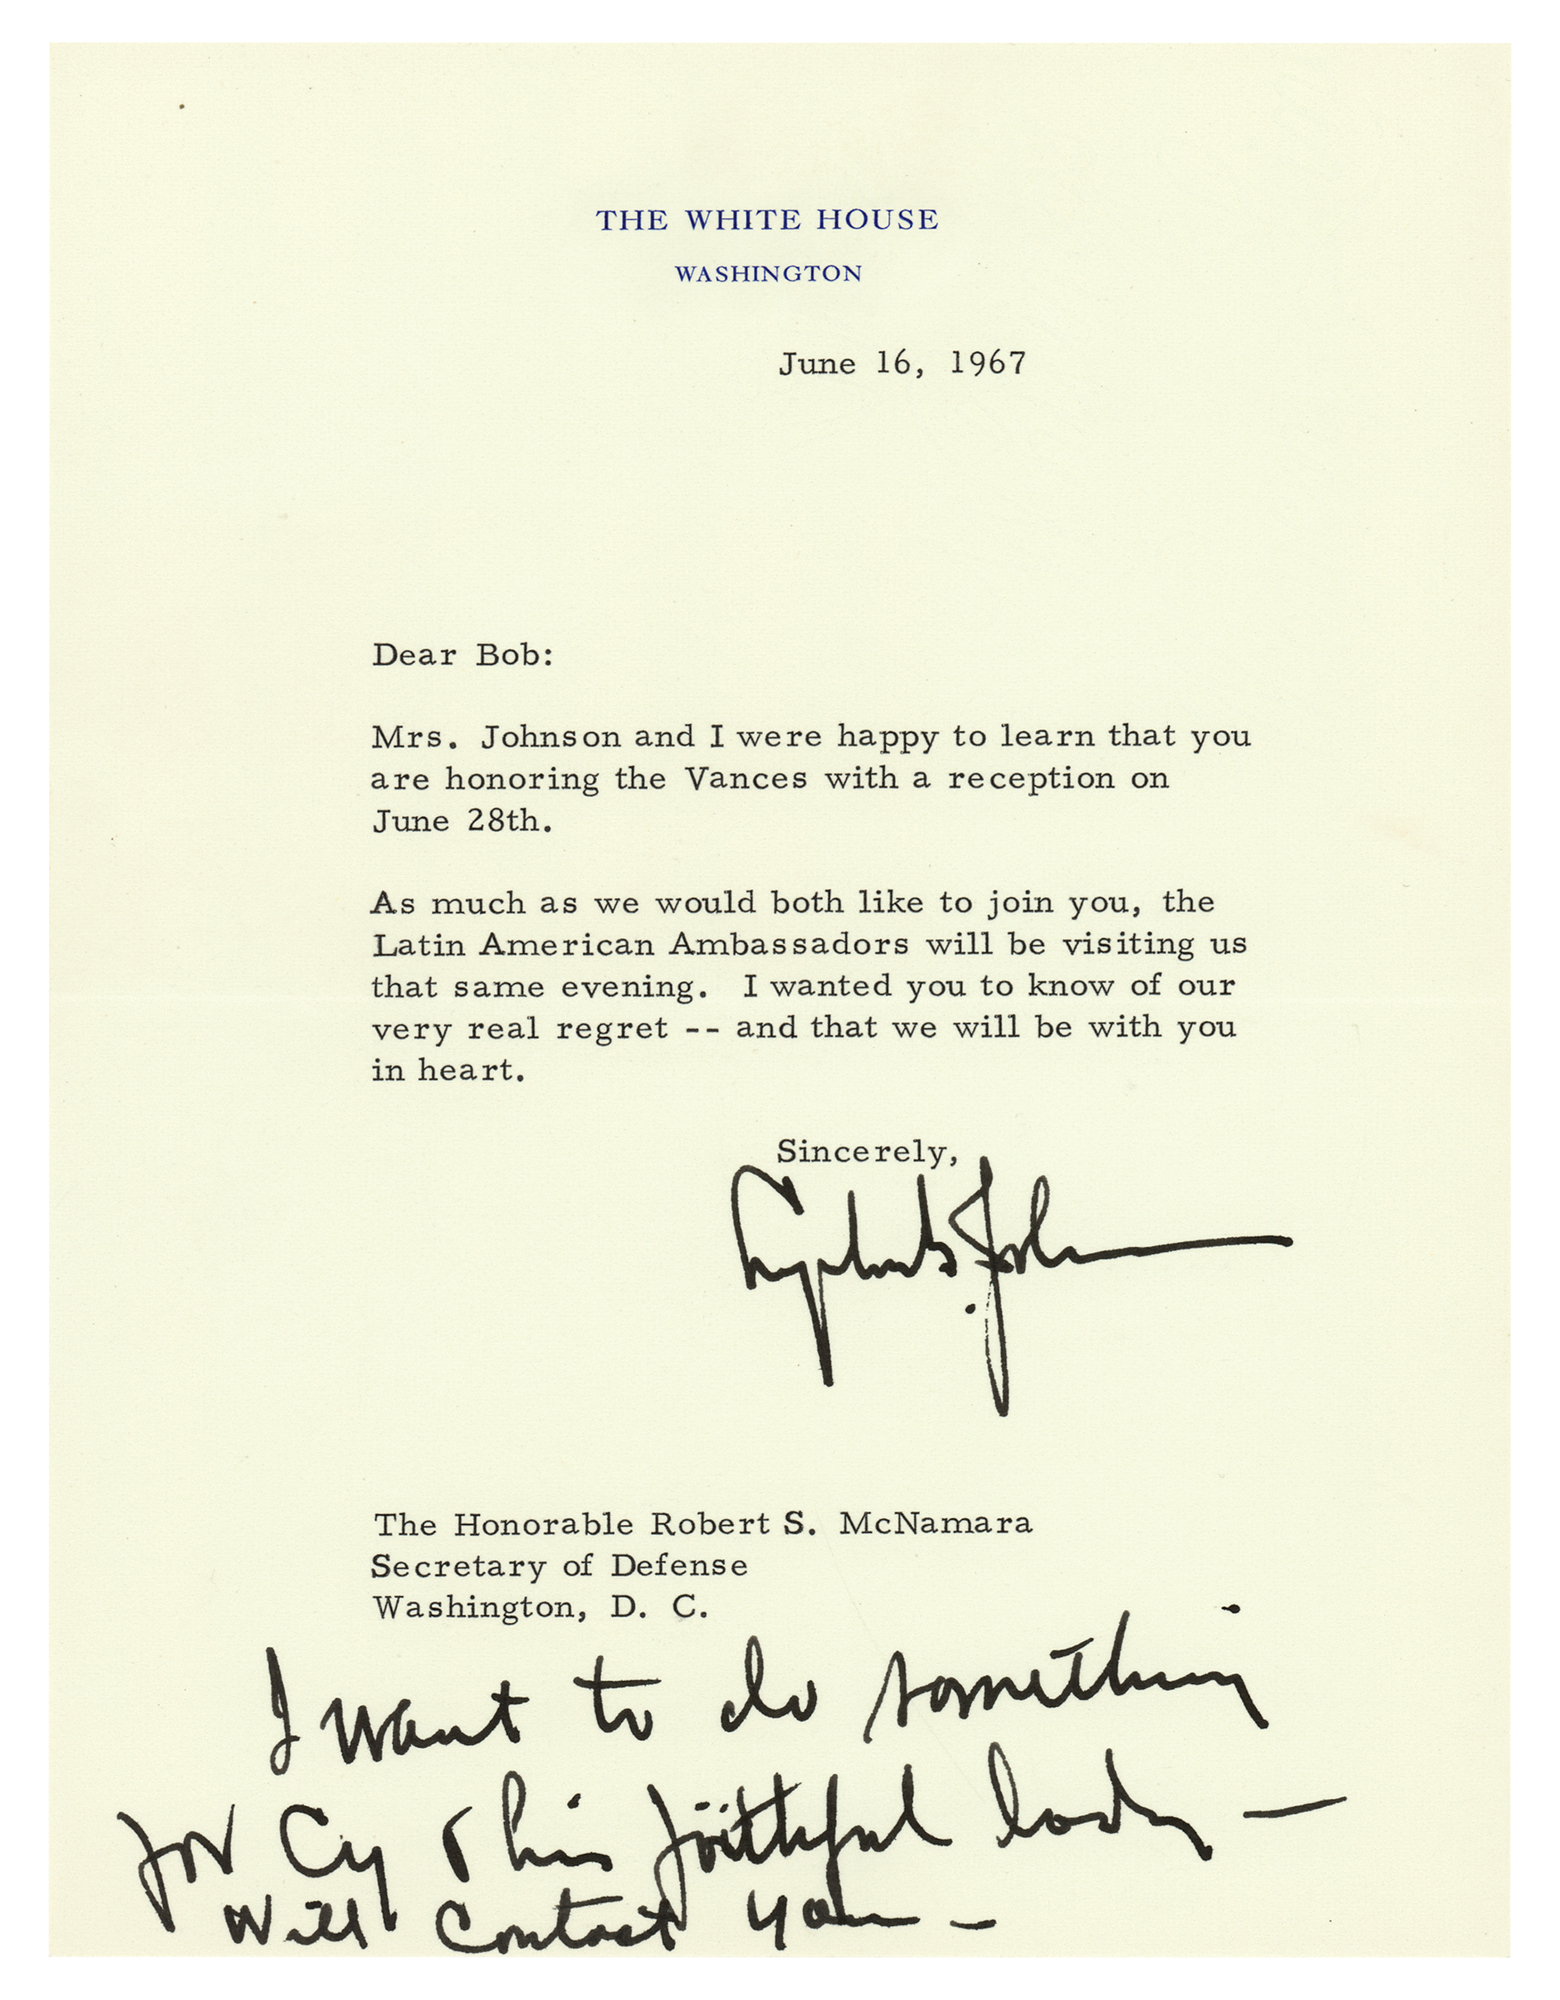 THE WHITE HOUSE
WASHINGTON
June 16, 1967
Dear Bob:
Mrs. Johnson and I were happy to learn that you
are honoring the Vances with a reception on
June 28th.
As much as we would both like to join you, the
Latin American Ambassadors will be visiting us
that same evening. I wanted you to know of our
very real regret -- and that we will be with you
in heart.
Sincerely,
The Honorable Robert S. McNamara
Secretary of Defense
Washington, D. C.
I want to do something
for Cy & his faithful lady —
Will Contact you —